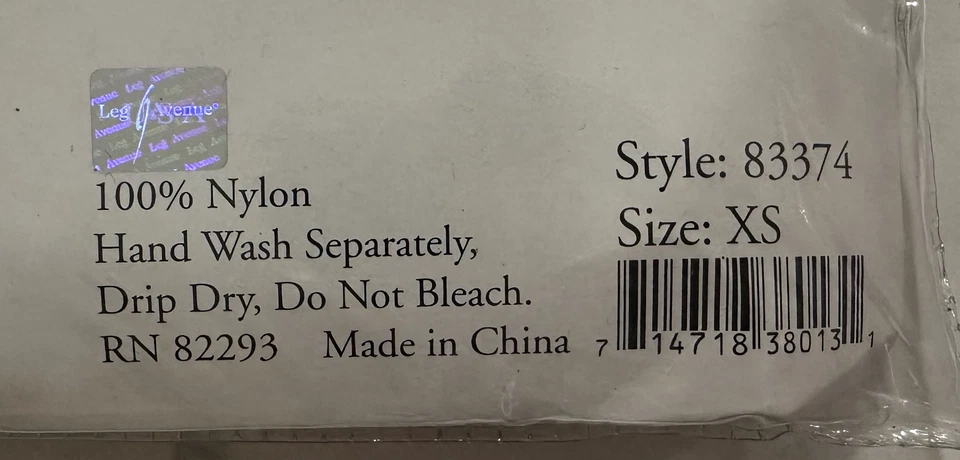 Leg Avenue®
100% Nylon
Hand Wash Separately,
Drip Dry, Do Not Bleach.
RN 82293 Made in China
Style: 83374
Size: XS
7 14718 38013 1